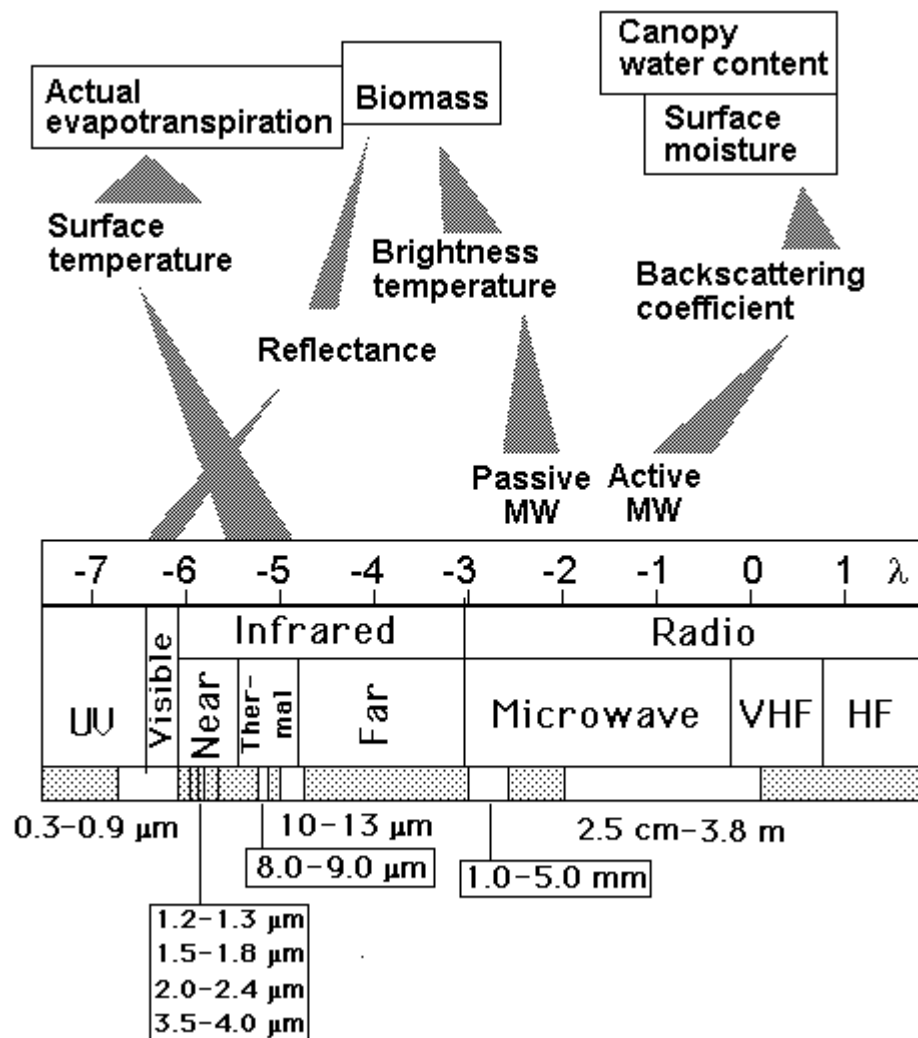 Canopy
water content
Actual
evapotranspiration
Biomass
Surface
moisture
Surface
temperature
Brightness
temperature
Backscattering
coefficient
Reflectance
Passive
MW
Active
MW
-7 -6 -5 -4 -3 -2 -1 0 1 λ
Infrared
Radio
UV
Visible
Near
Ther-
mal
Far
Microwave
VHF
HF
0.3–0.9 µm
10–13 µm
2.5 cm–3.8 m
8.0–9.0 µm
1.0–5.0 mm
1.2–1.3 µm
1.5–1.8 µm
2.0–2.4 µm
3.5–4.0 µm